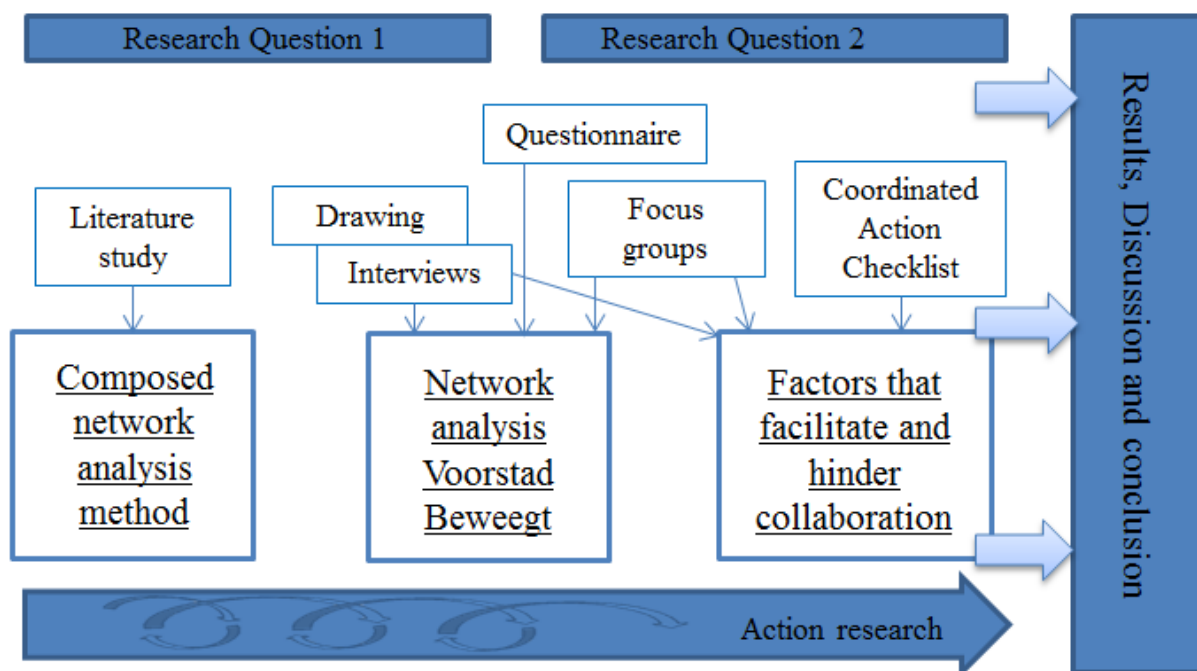 Research Question 1
Research Question 2
Questionnaire
Literature
study
Drawing
Interviews
Focus
groups
Coordinated
Action
Checklist
Composed
network
analysis
method
Network
analysis
Voorstad
Beweegt
Factors that
facilitate and
hinder
collaboration
Action research
Results, Discussion and conclusion